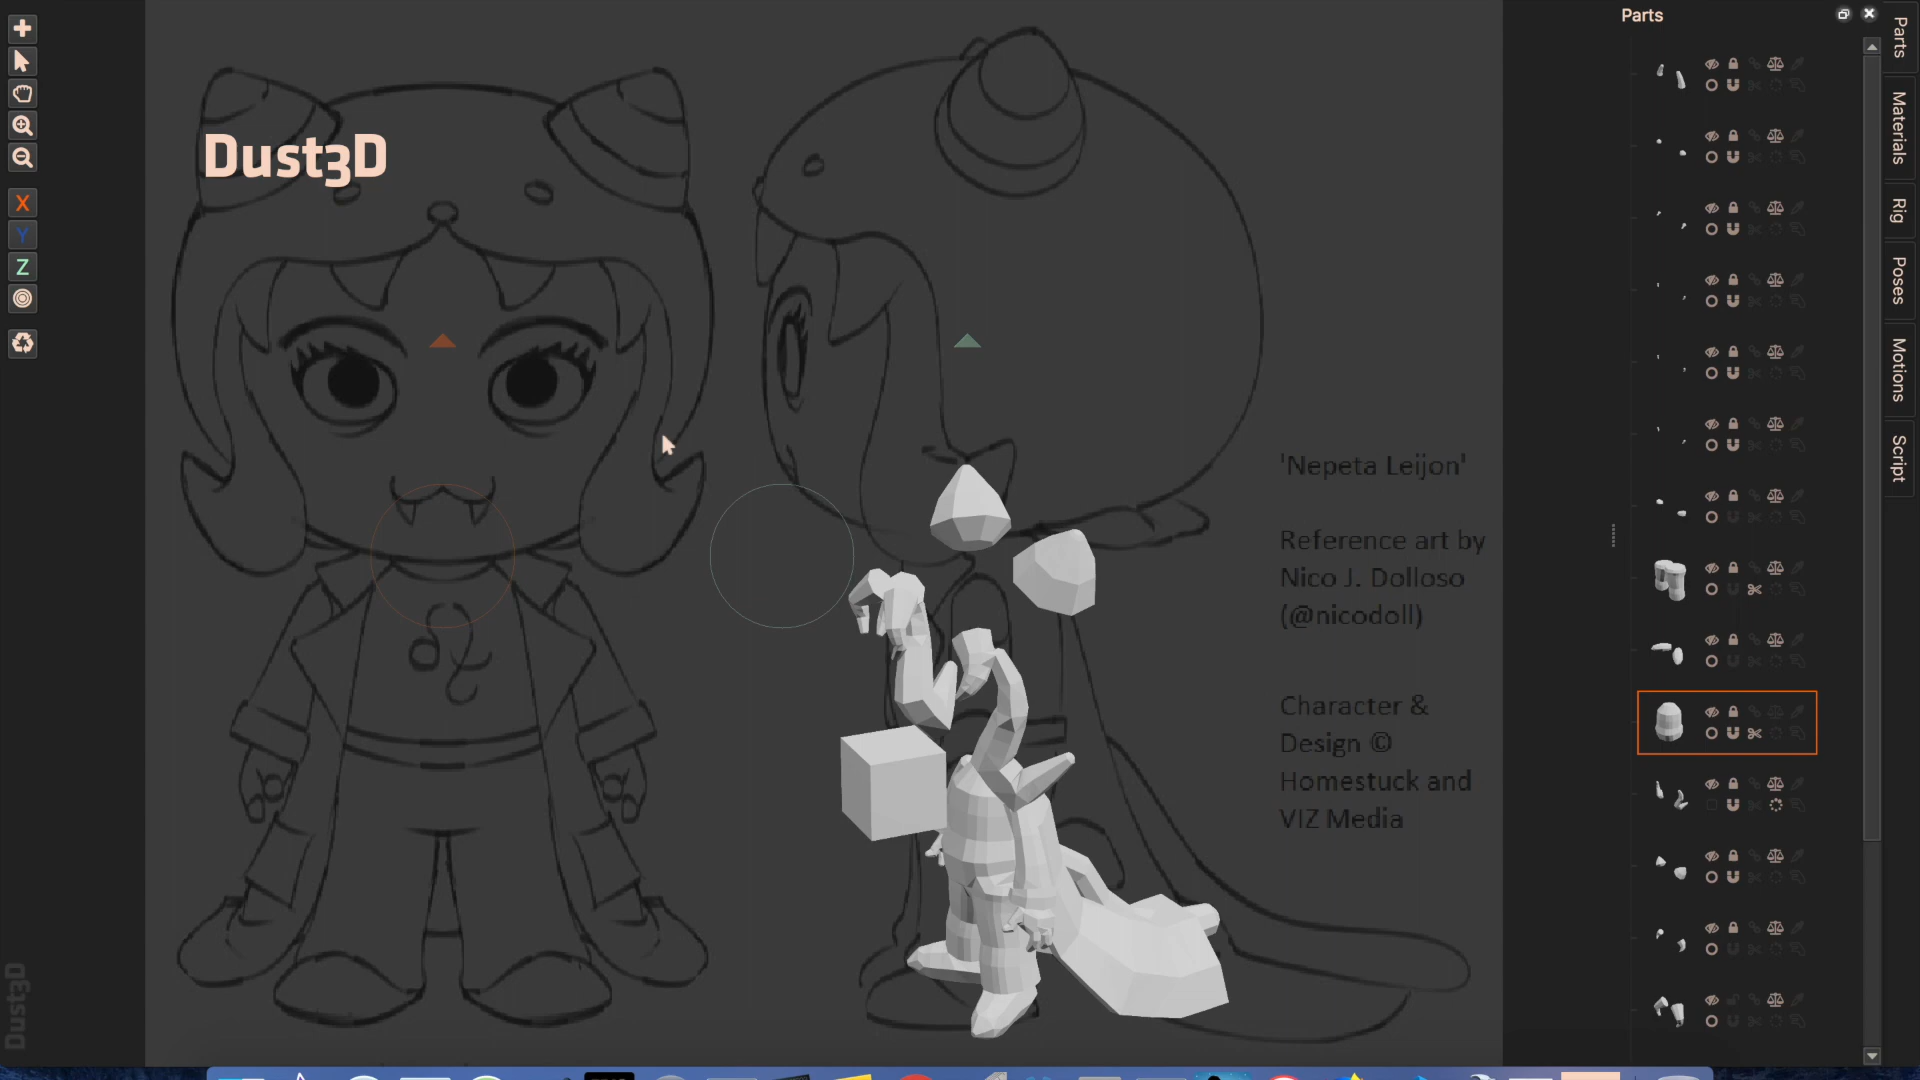 Parts
X
Y
Z
Dust3D
'Nepeta Leijon'
Reference art by
Nico J. Dolloso
(@nicodoll)
Character &
Design ©
Homestuck and
VIZ Media
Dust3D
Parts
Materials
Rig
Poses
Motions
Script